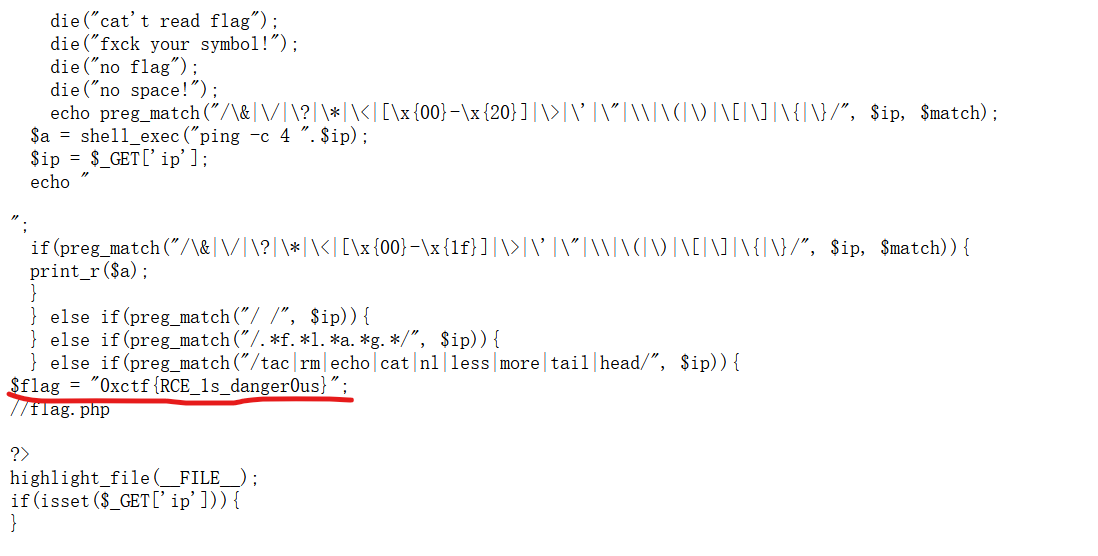 die("cat't read flag");
die("fxck your symbol!");
die("no flag");
die("no space!");
echo preg_match("/\&|\/|\?|\*|\<|[\x{00}-\x{20}]|\>|\'|\"|\\|\(|\)|\[|\]|\{|\}/", $ip, $match);
$a = shell_exec("ping -c 4 ".$ip);
$ip = $_GET['ip'];
echo "
";
if(preg_match("/\&|\/|\?|\*|\<|[\x{00}-\x{1f}]|\>|\'|\"|\\|\(|\)|\[|\]|\{|\}/", $ip, $match)){
print_r($a);
}
} else if(preg_match("/ /", $ip)){
} else if(preg_match("/.*f.*l.*a.*g.*/", $ip)){
} else if(preg_match("/tac|rm|echo|cat|nl|less|more|tail|head/", $ip)){
$flag = "0xctf{RCE_1s_danger0us}";
//flag.php
?>
highlight_file(__FILE__);
if(isset($_GET['ip'])){
}